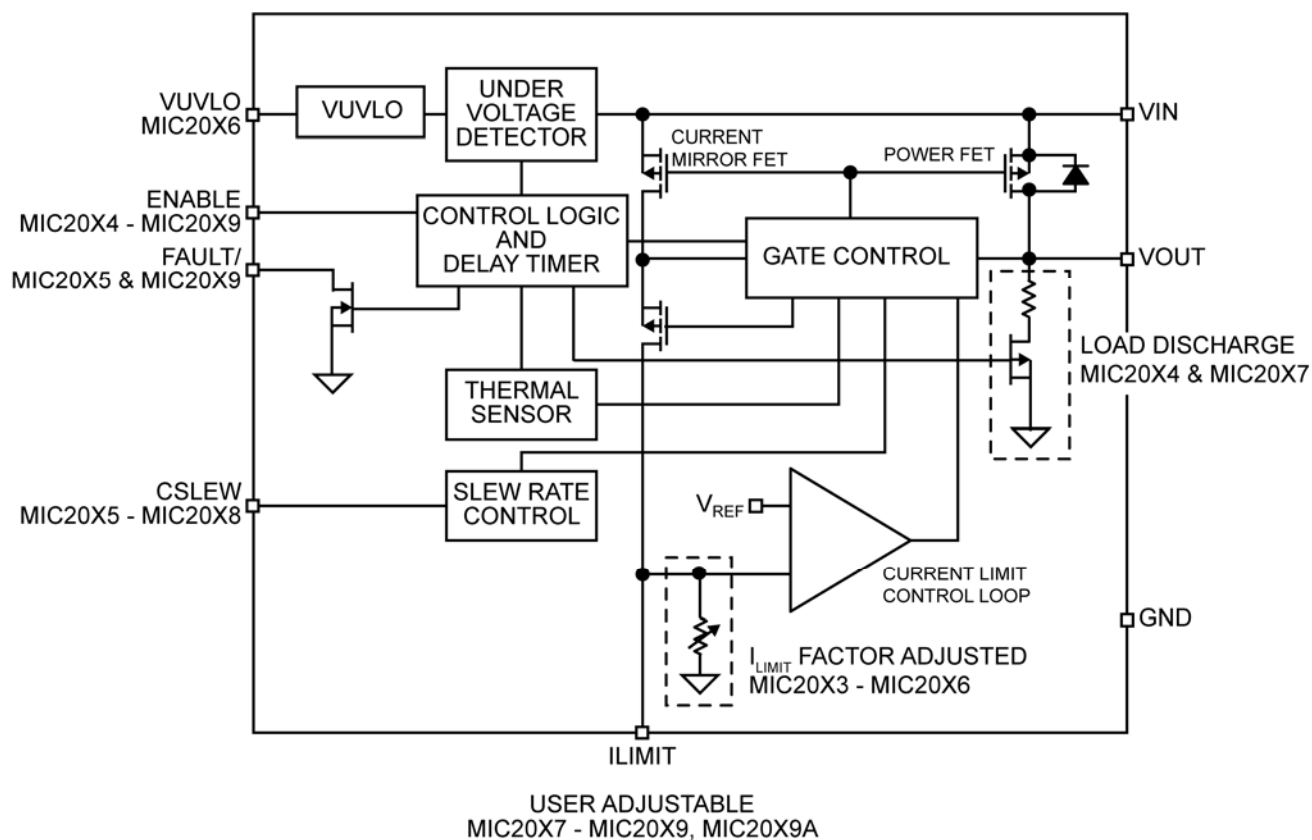 VUVLO
MIC20X6
VUVLO
UNDER
VOLTAGE
DETECTOR
VIN
CURRENT
MIRROR FET
POWER FET
ENABLE
MIC20X4 - MIC20X9
FAULT/
MIC20X5 & MIC20X9
CONTROL LOGIC
AND
DELAY TIMER
GATE CONTROL
VOUT
LOAD DISCHARGE
MIC20X4 & MIC20X7
THERMAL
SENSOR
CSLEW
MIC20X5 - MIC20X8
SLEW RATE
CONTROL
VREF
CURRENT LIMIT
CONTROL LOOP
GND
ILIMIT FACTOR ADJUSTED
MIC20X3 - MIC20X6
ILIMIT
USER ADJUSTABLE
MIC20X7 - MIC20X9, MIC20X9A